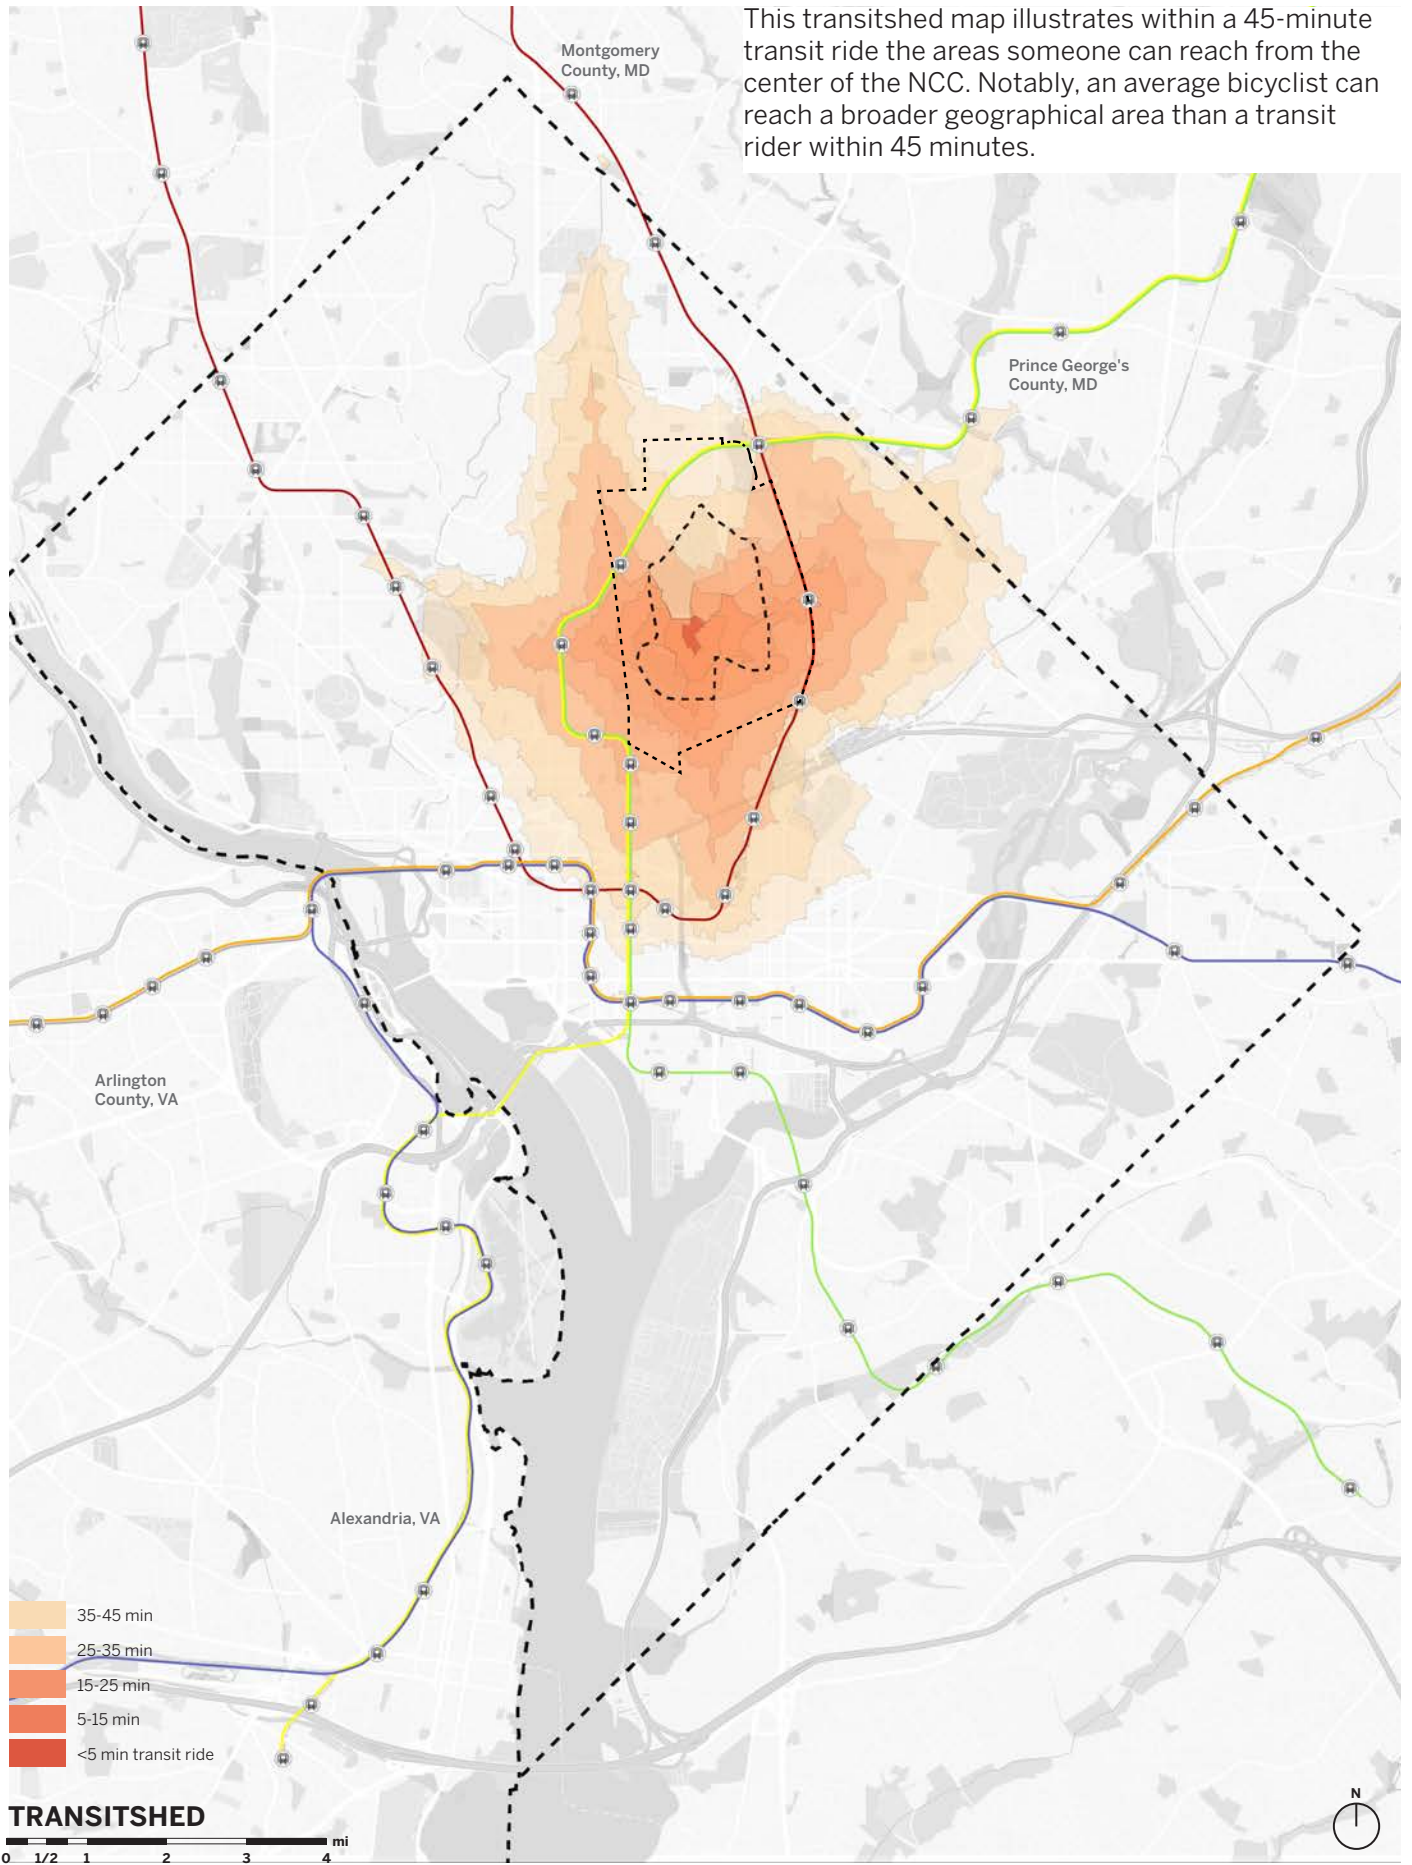 This transitshed map illustrates within a 45-minute
transit ride the areas someone can reach from the
center of the NCC. Notably, an average bicyclist can
reach a broader geographical area than a transit
rider within 45 minutes.
Montgomery
County, MD
Prince George's
County, MD
Arlington
County, VA
Alexandria, VA
35-45 min
25-35 min
15-25 min
5-15 min
<5 min transit ride
TRANSITSHED
mi
0 1/2 1 2 3 4
N